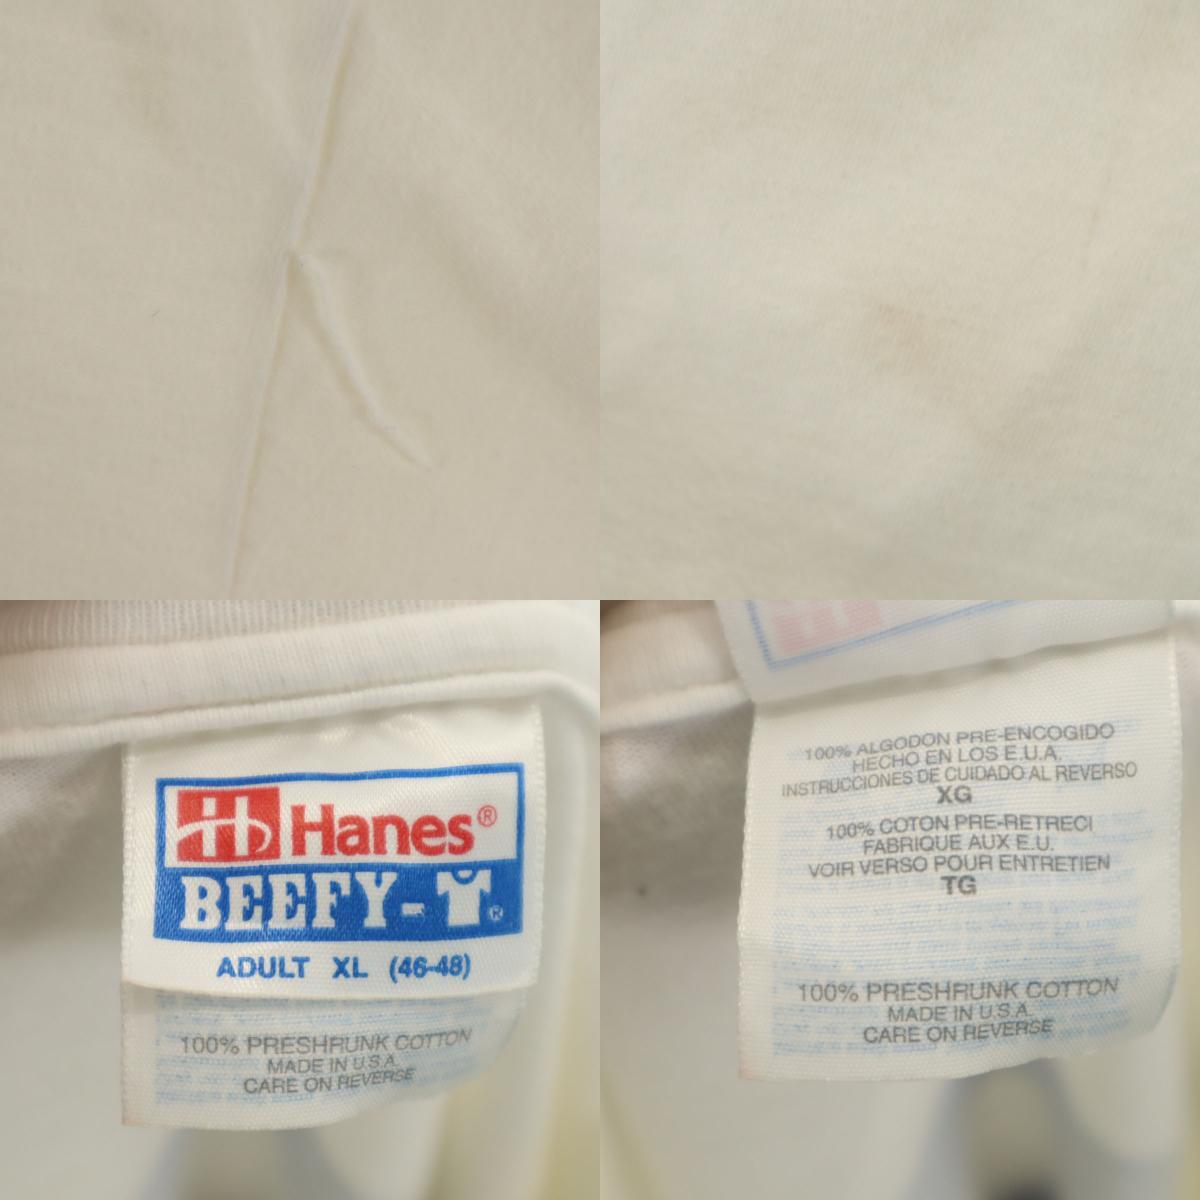 Hanes®
BEEFY-T®
ADULT XL (46-48)
100% PRESHRUNK COTTON
MADE IN U.S.A.
CARE ON REVERSE
100% ALGODON PRE-ENCOGIDO
HECHO EN LOS E.U.A.
INSTRUCCIONES DE CUIDADO AL REVERSO
XG
100% COTON PRE-RETRECI
FABRIQUE AUX E.U.
VOIR VERSO POUR ENTRETIEN
TG
100% PRESHRUNK COTTON
MADE IN U.S.A.
CARE ON REVERSE